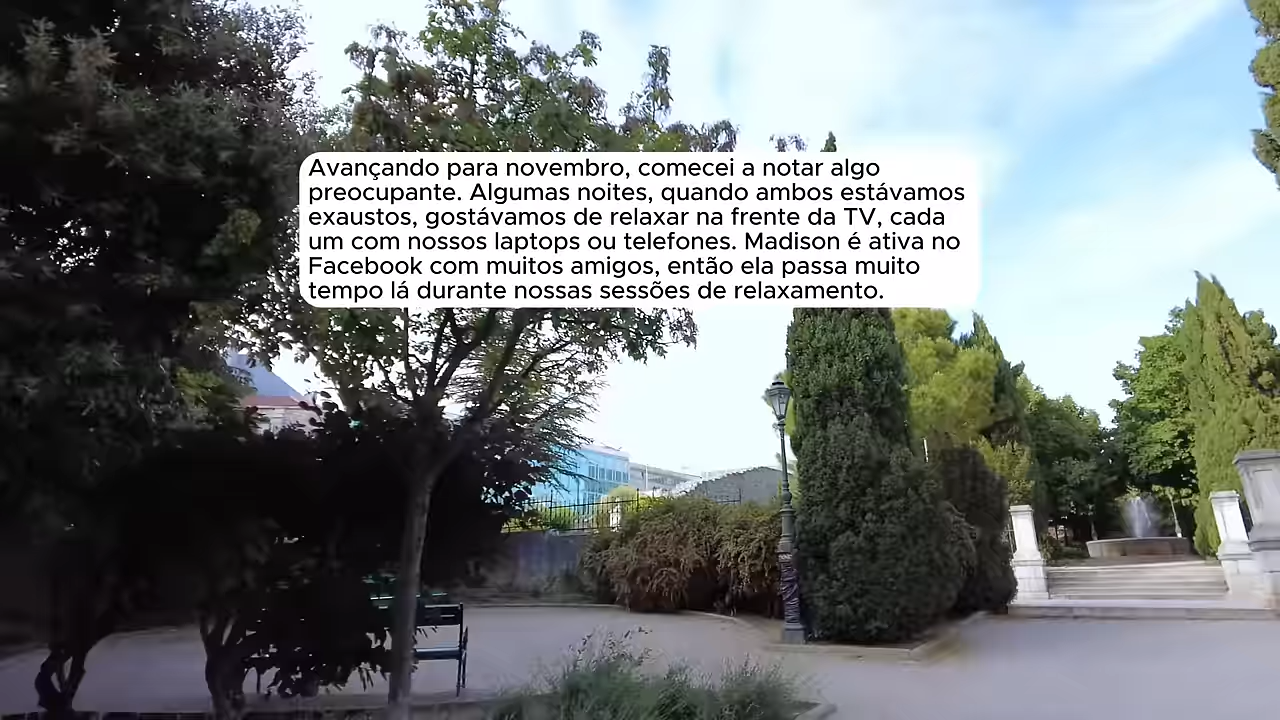 Avançando para novembro, comecei a notar algo
preocupante. Algumas noites, quando ambos estávamos
exaustos, gostávamos de relaxar na frente da TV, cada
um com nossos laptops ou telefones. Madison é ativa no
Facebook com muitos amigos, então ela passa muito
tempo lá durante nossas sessões de relaxamento.